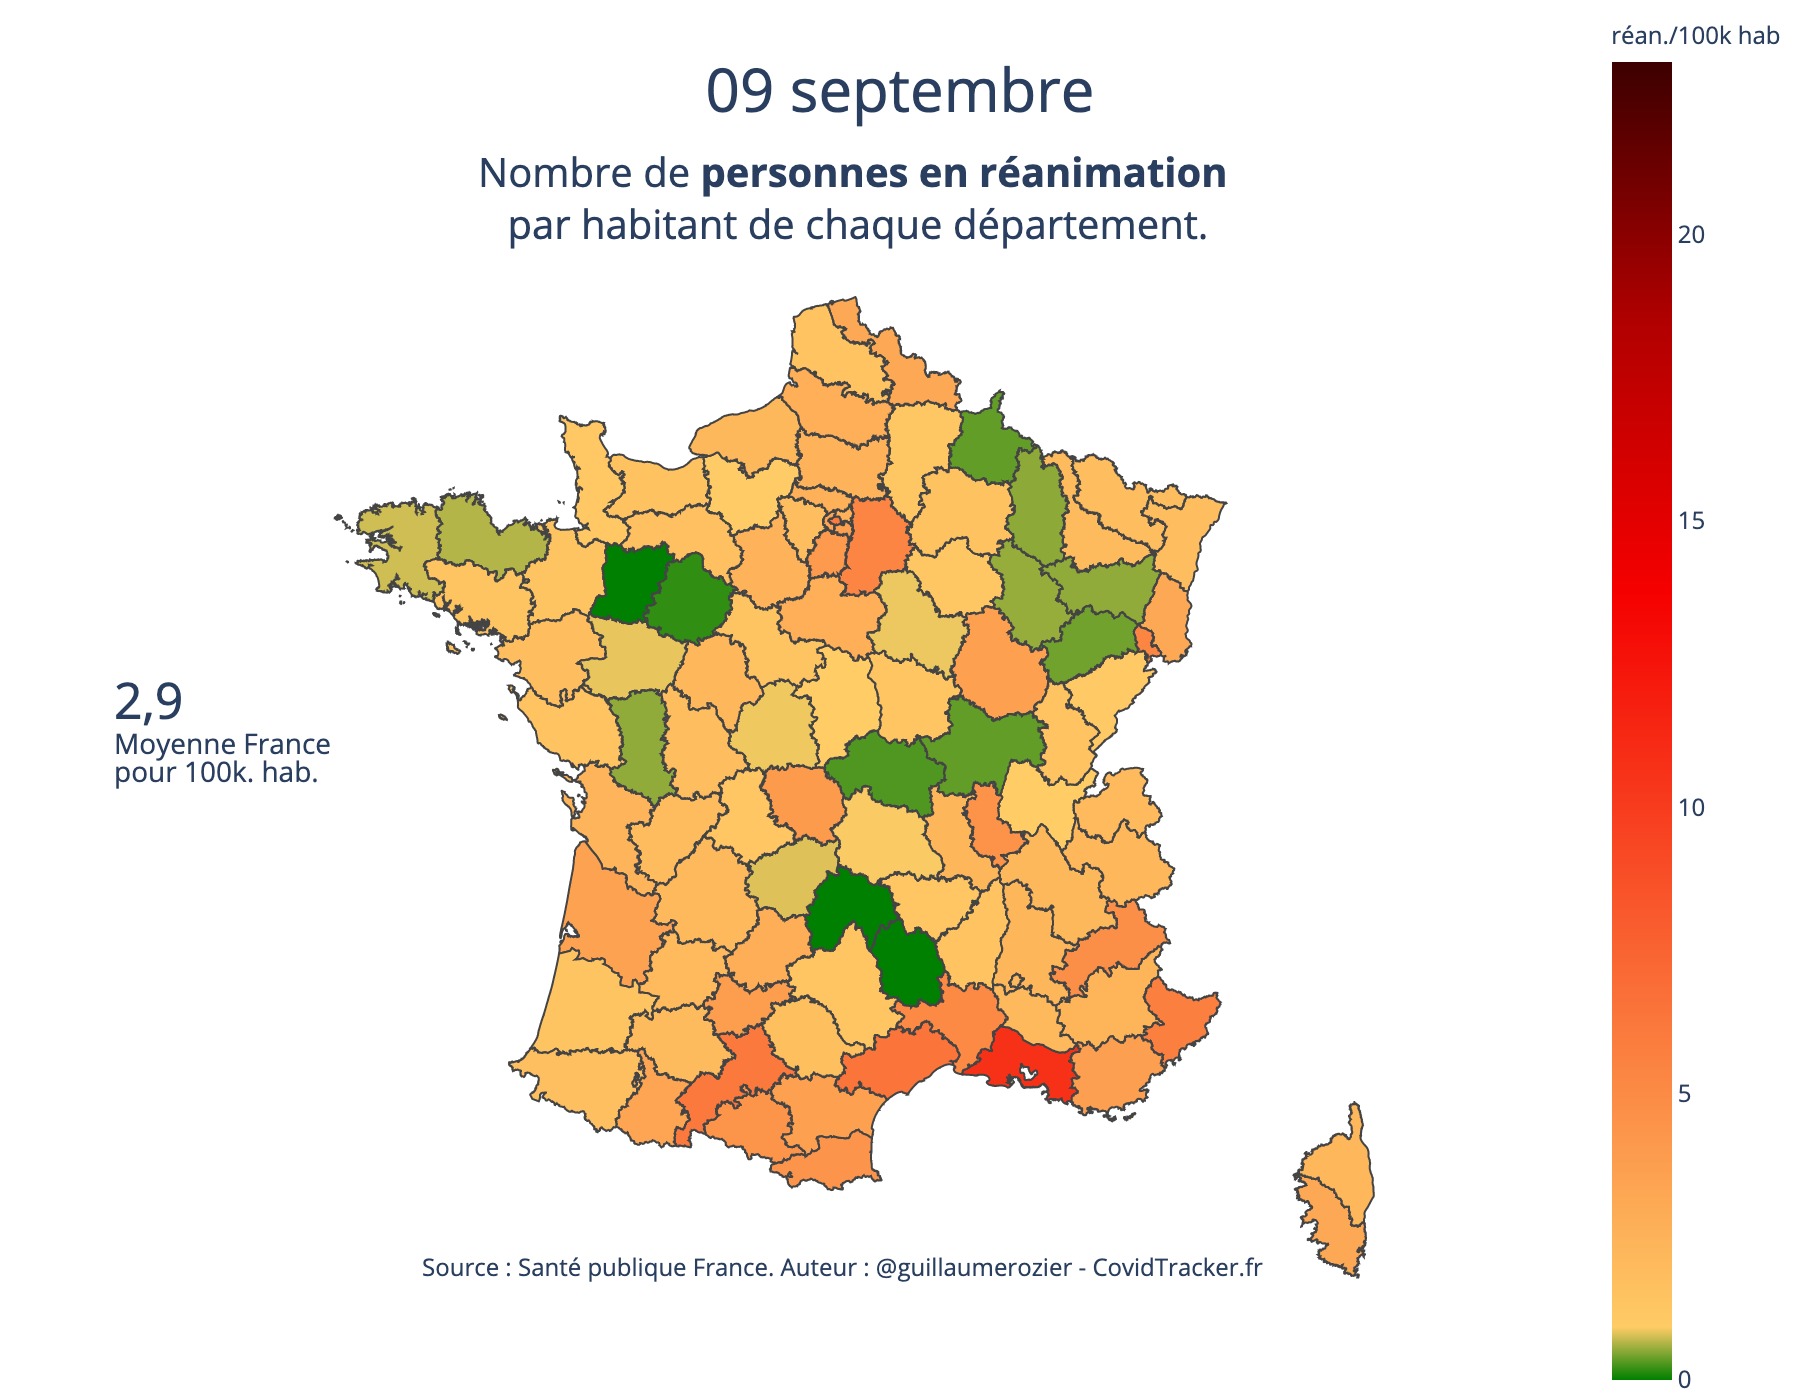 réan./100k hab
09 septembre
Nombre de personnes en réanimation
par habitant de chaque département.
20
15
2,9
Moyenne France
pour 100k. hab.
10
5
Source : Santé publique France. Auteur : @guillaumerozier - CovidTracker.fr
0